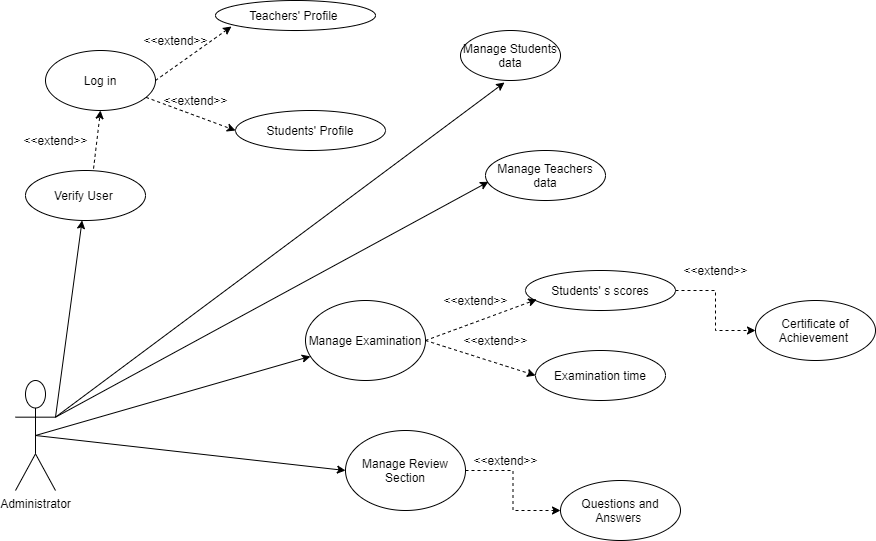 Teachers' Profile
<<extend>>
Manage Students
data
Log in
<<extend>>
Students' Profile
<<extend>>
Manage Teachers
data
Verify User
<<extend>>
Students' s scores
<<extend>>
Manage Examination
<<extend>>
Certificate of
Achievement
Examination time
Manage Review
Section
<<extend>>
Questions and
Answers
Administrator